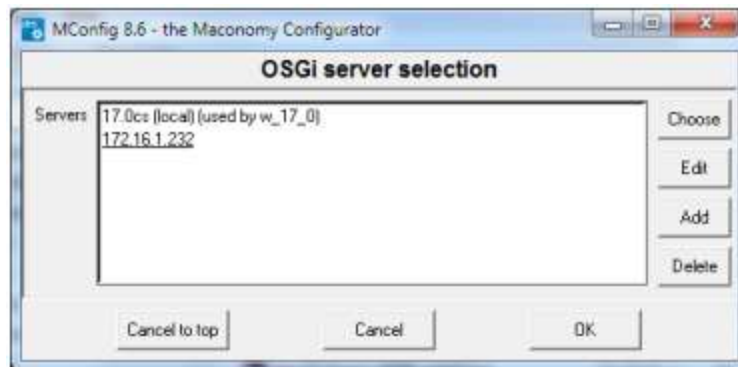 MConfig 8.6 - the Maconomy Configurator
OSGi server selection
Servers
17.0cs (local) (used by w_17_0)
172.16.1.232
Choose
Edit
Add
Delete
Cancel to top
Cancel
OK